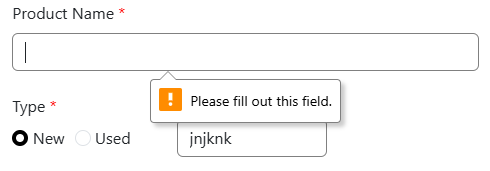 Product Name *
Please fill out this field.
Type *
New Used jnjknk